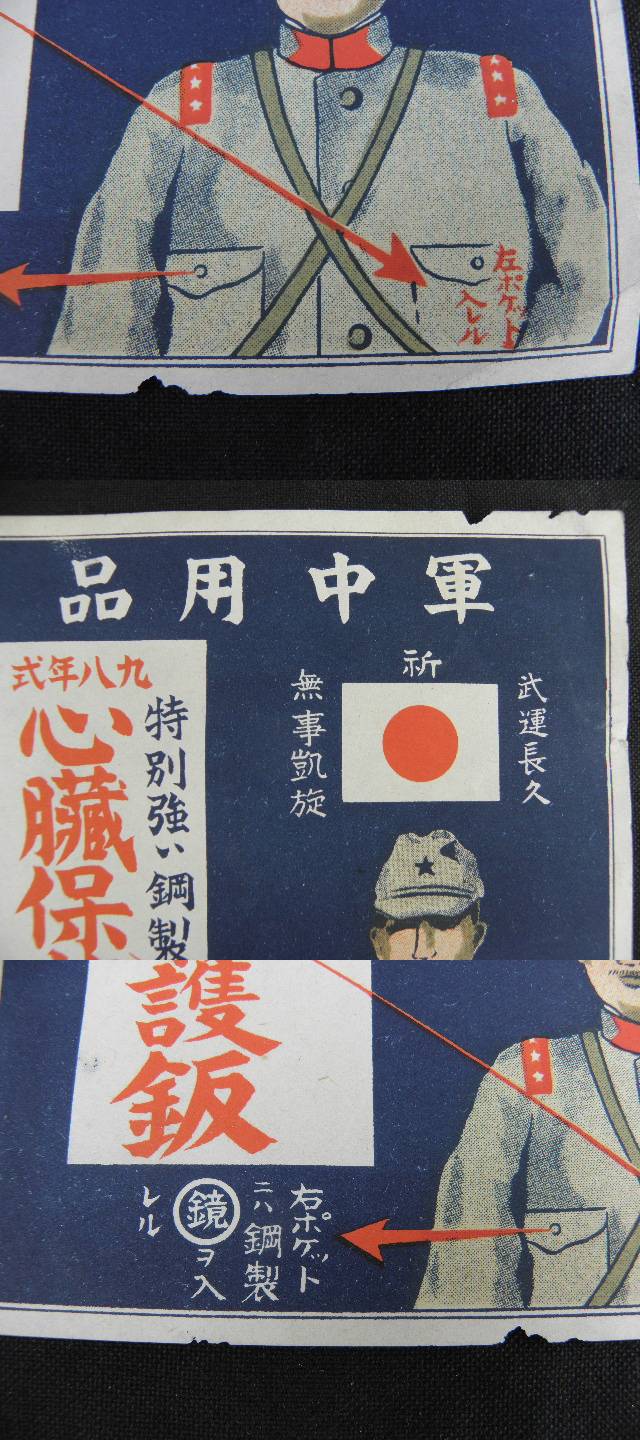 左ポケット
入レル
軍中用品
祈
武運長久
無事凱旋
九八年式
特別強い鋼製
心臓保
護鈑
右ポケット
ニハ鋼製
鏡ヲ入
レル